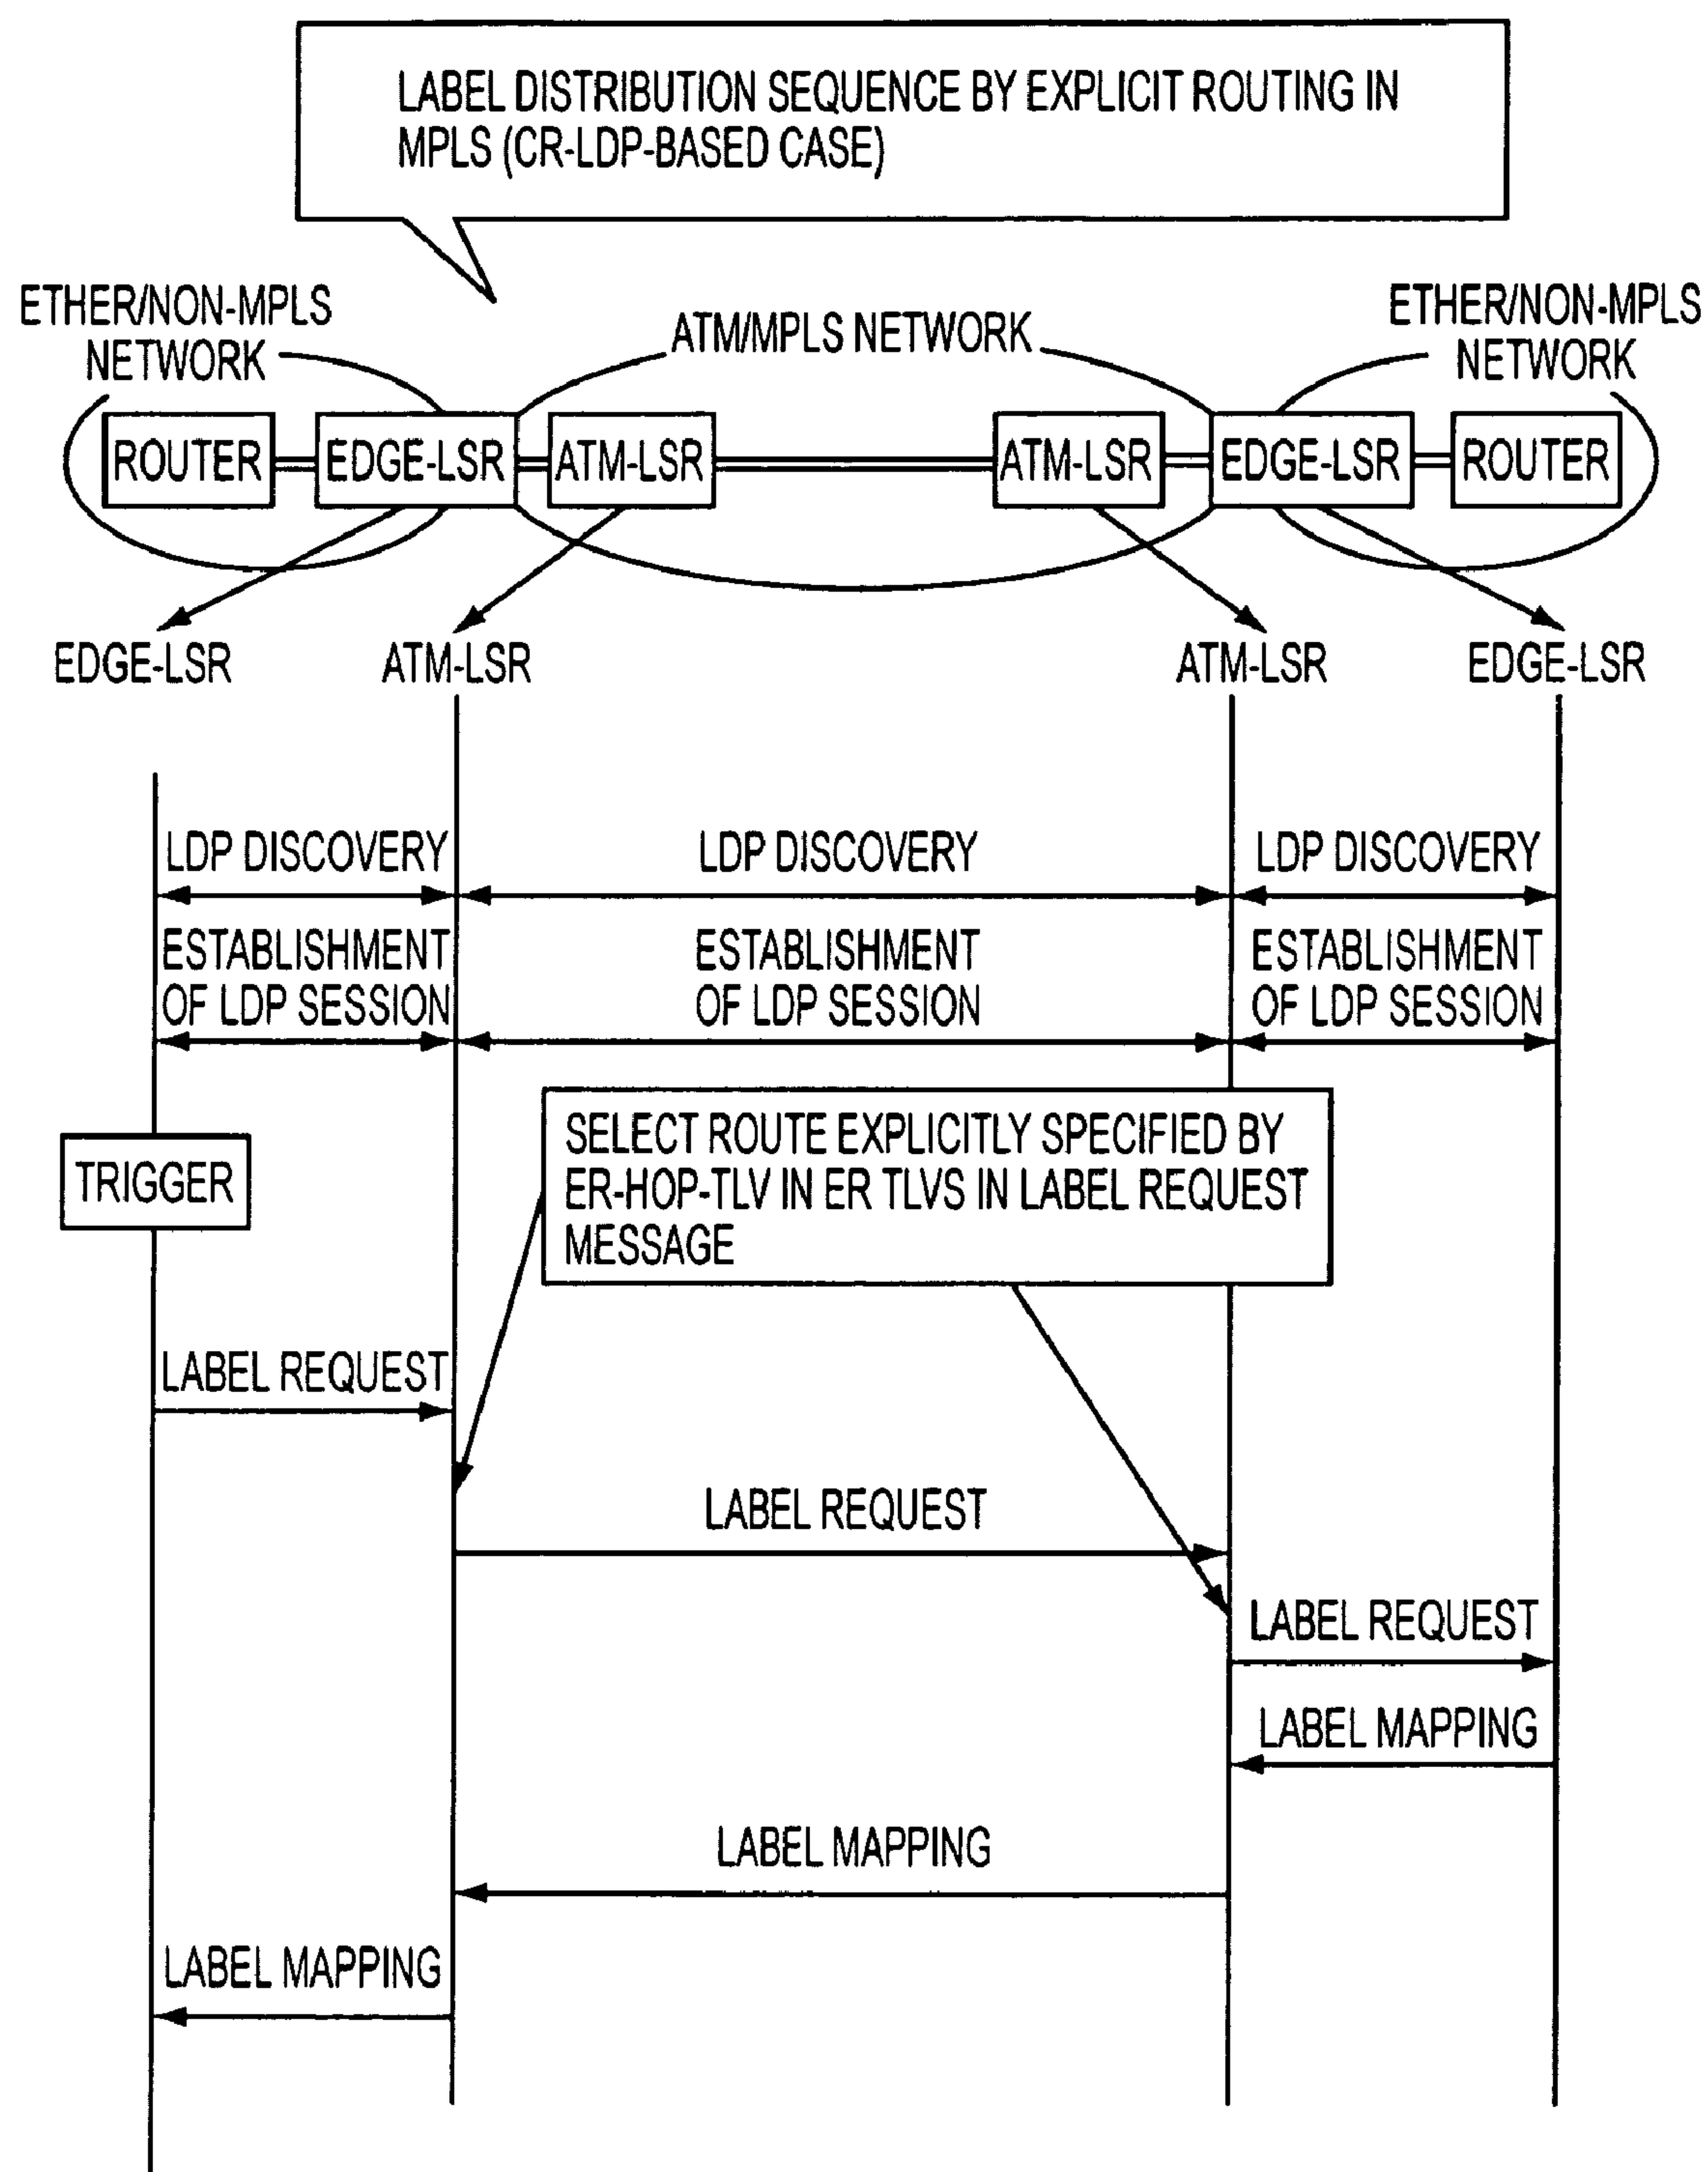 LABEL DISTRIBUTION SEQUENCE BY EXPLICIT ROUTING IN
MPLS (CR-LDP-BASED CASE)
ETHER/NON-MPLS
NETWORK
ATM/MPLS NETWORK
ETHER/NON-MPLS
NETWORK
ROUTER
EDGE-LSR
ATM-LSR
ATM-LSR
EDGE-LSR
ROUTER
EDGE-LSR
ATM-LSR
ATM-LSR
EDGE-LSR
LDP DISCOVERY
LDP DISCOVERY
LDP DISCOVERY
ESTABLISHMENT
OF LDP SESSION
ESTABLISHMENT
OF LDP SESSION
ESTABLISHMENT
OF LDP SESSION
TRIGGER
SELECT ROUTE EXPLICITLY SPECIFIED BY
ER-HOP-TLV IN ER TLVS IN LABEL REQUEST
MESSAGE
LABEL REQUEST
LABEL REQUEST
LABEL REQUEST
LABEL MAPPING
LABEL MAPPING
LABEL MAPPING